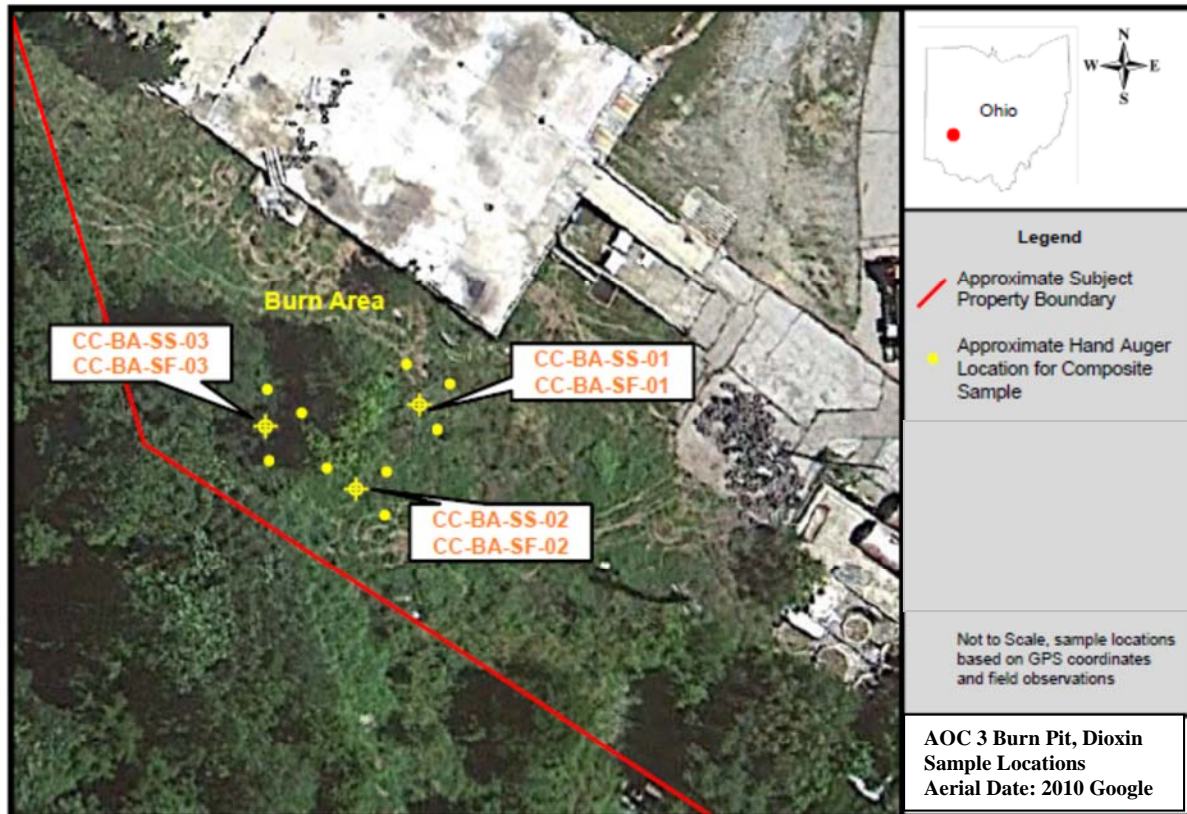 Burn Area
CC-BA-SS-03
CC-BA-SF-03
CC-BA-SS-01
CC-BA-SF-01
CC-BA-SS-02
CC-BA-SF-02
N
W
E
S
Ohio
Legend
Approximate Subject
Property Boundary
Approximate Hand Auger
Location for Composite
Sample
Not to Scale, sample locations
based on GPS coordinates
and field observations
AOC 3 Burn Pit, Dioxin
Sample Locations
Aerial Date: 2010 Google